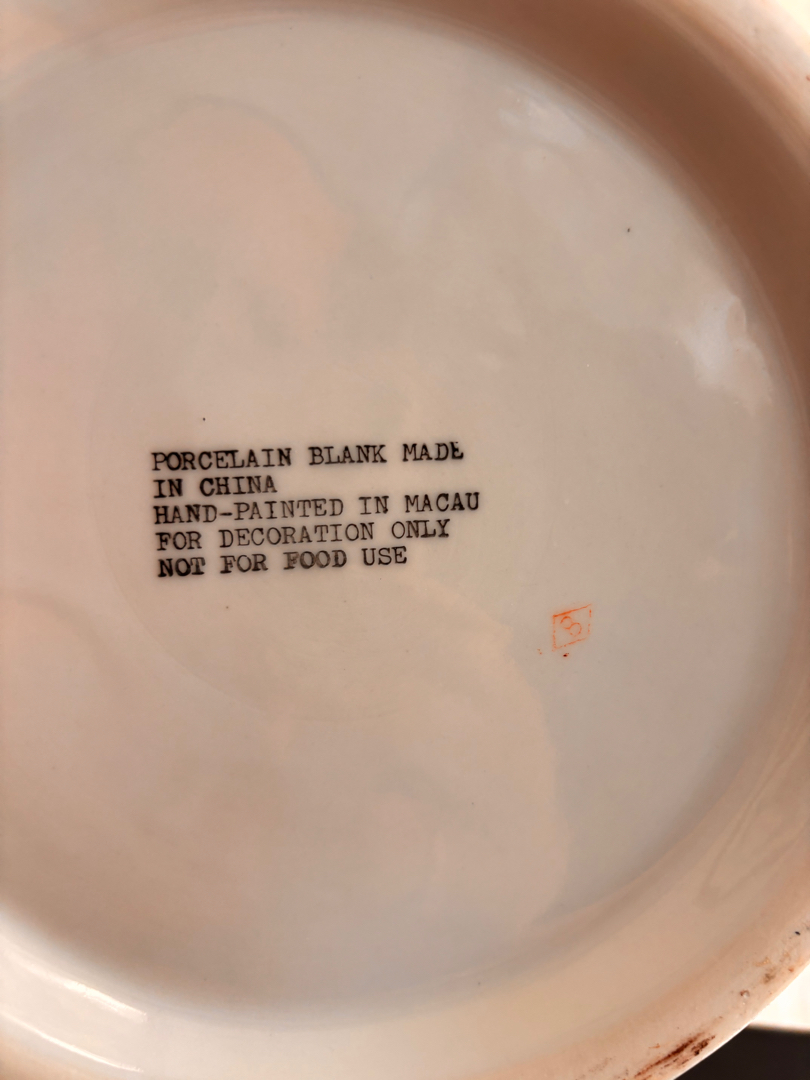 PORCELAIN BLANK MADE
IN CHINA
HAND-PAINTED IN MACAU
FOR DECORATION ONLY
NOT FOR FOOD USE